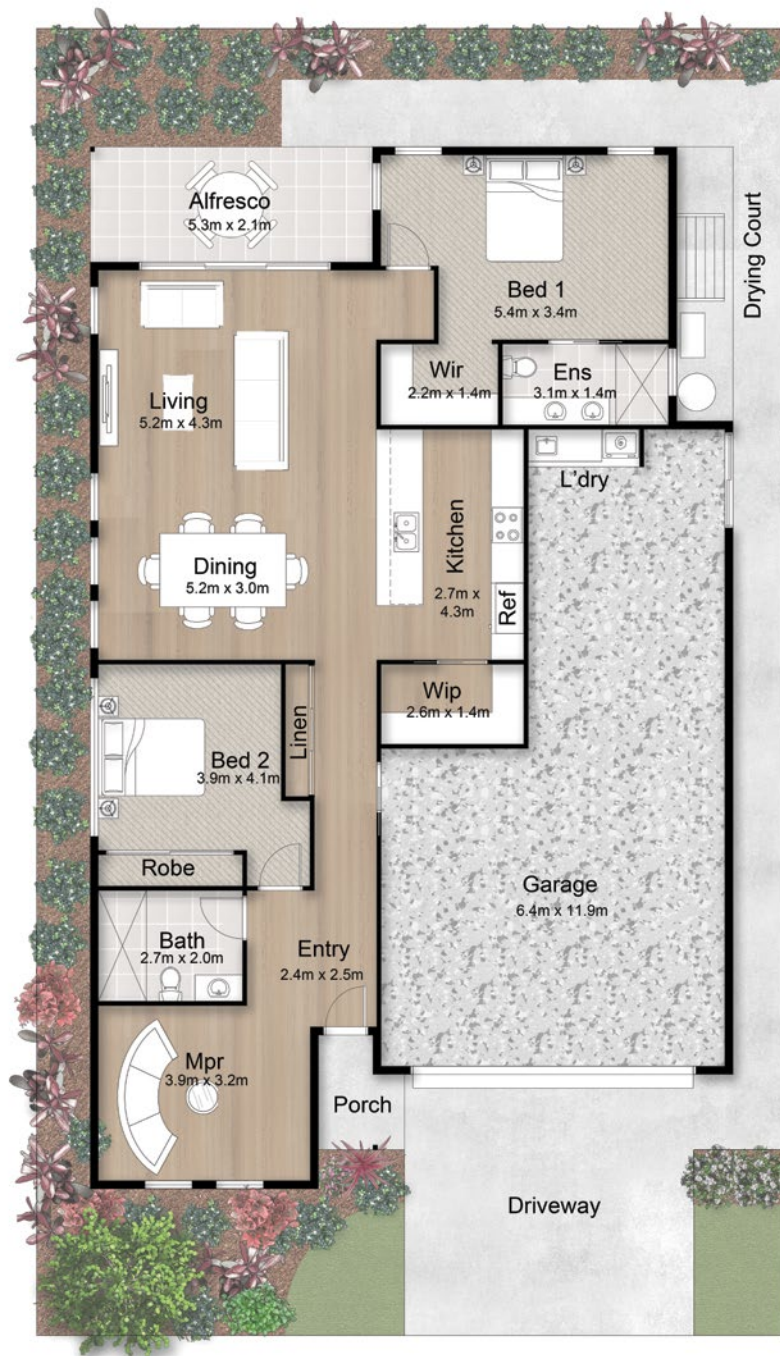 Alfresco
5.3m x 2.1m
Drying Court
Bed 1
5.4m x 3.4m
Living
5.2m x 4.3m
Wir
2.2m x 1.4m
Ens
3.1m x 1.4m
L'dry
Kitchen
2.7m x
4.3m
Dining
5.2m x 3.0m
Ref
Wip
2.6m x 1.4m
Linen
Bed 2
3.9m x 4.1m
Robe
Garage
6.4m x 11.9m
Bath
2.7m x 2.0m
Entry
2.4m x 2.5m
Mpr
3.9m x 3.2m
Porch
Driveway